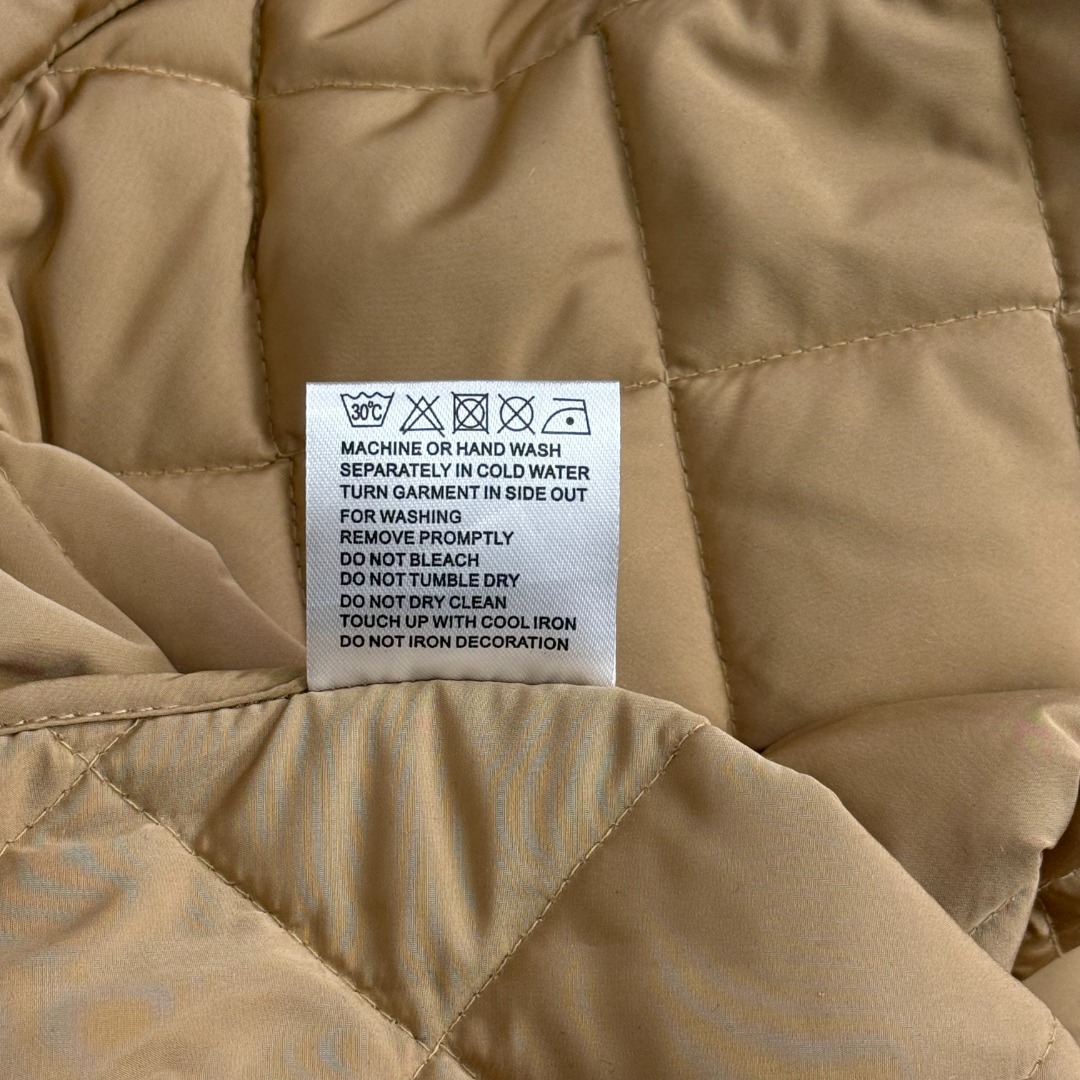 30°C
MACHINE OR HAND WASH
SEPARATELY IN COLD WATER
TURN GARMENT IN SIDE OUT
FOR WASHING
REMOVE PROMPTLY
DO NOT BLEACH
DO NOT TUMBLE DRY
DO NOT DRY CLEAN
TOUCH UP WITH COOL IRON
DO NOT IRON DECORATION